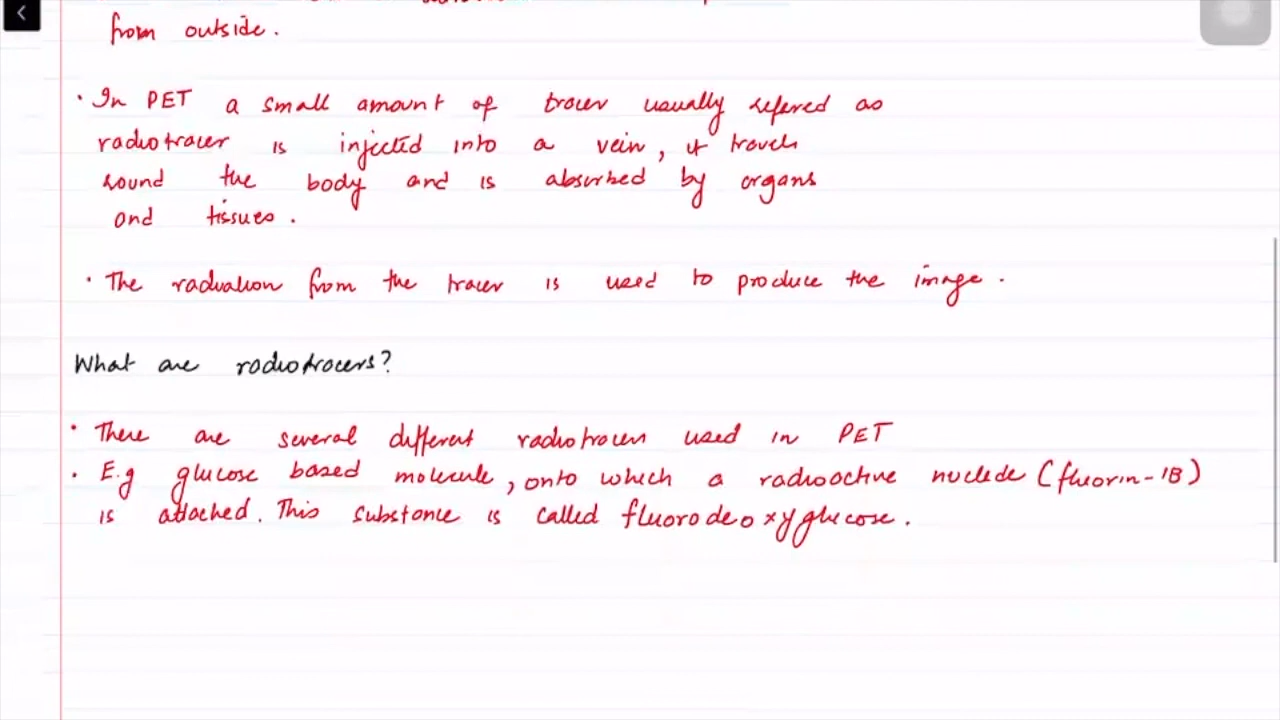 from outside.
• In PET a small amount of tracer usually refered as
radiotracer is injected into a vein, it travels
round the body and is absorbed by organs
and tissues.
• The radiation from the tracer is used to produce the image.
What are radiotracers?
• There are several different radiotracers used in PET
• E.g glucose based molecule, onto which a radioactive nuclede (fluorin-18)
is attached. This substance is called fluorodeoxyglucose.